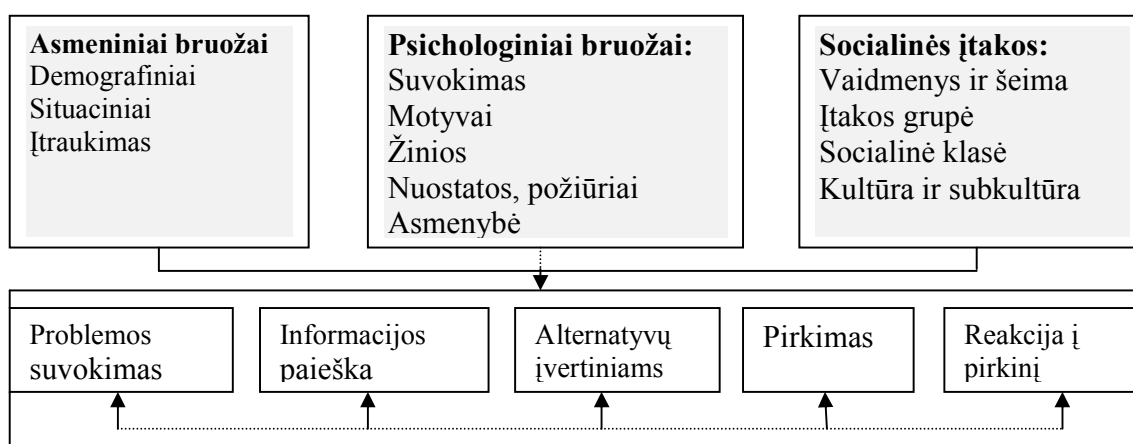 Asmeniniai bruožai
Demografiniai
Situaciniai
Įtraukimas
Psichologiniai bruožai:
Suvokimas
Motyvai
Žinios
Nuostatos, požiūriai
Asmenybė
Socialinės įtakos:
Vaidmenys ir šeima
Įtakos grupė
Socialinė klasė
Kultūra ir subkultūra
Problemos
suvokimas
Informacijos
paieška
Alternatyvų
įvertiniams
Pirkimas
Reakcija į
pirkinį